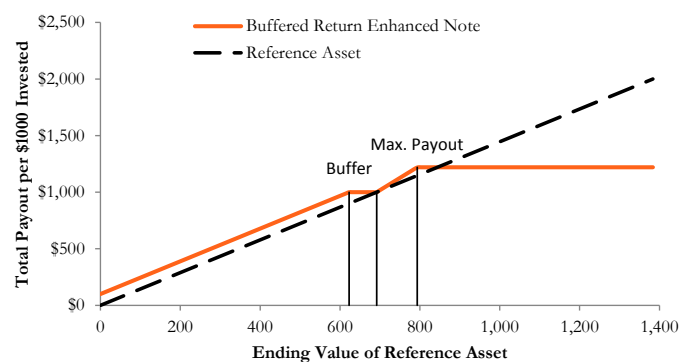 $2,500
$2,000
$1,500
$1,000
$500
$0
Total Payout per $1000 Invested
Buffered Return Enhanced Note
Reference Asset
Max. Payout
Buffer
0 200 400 600 800 1,000 1,200 1,400
Ending Value of Reference Asset